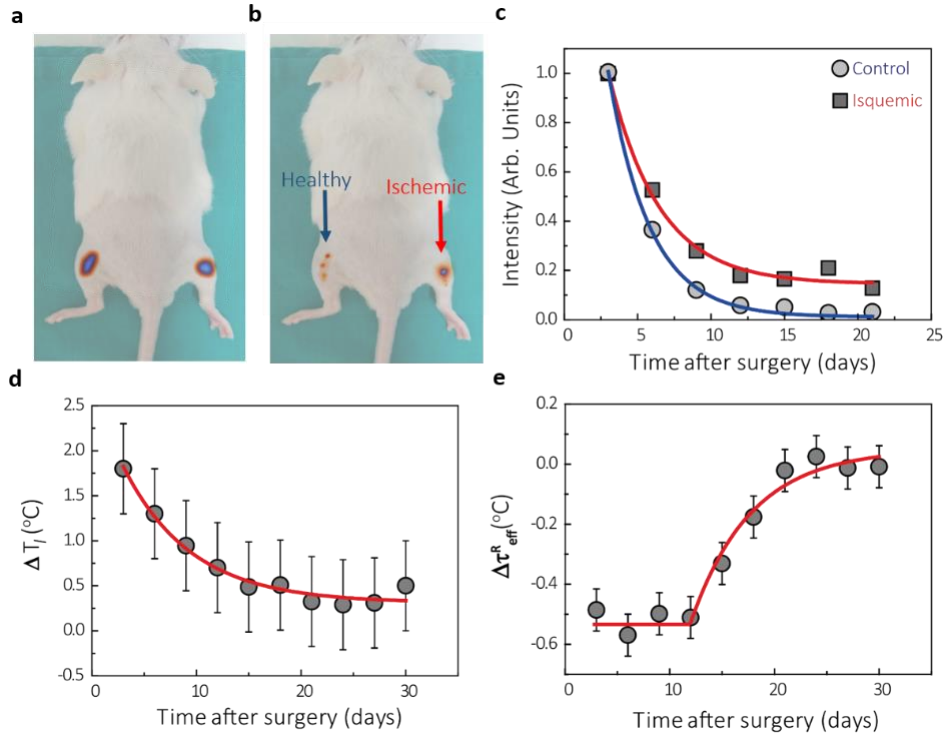 a
b
Healthy
Ischemic
c
Intensity (Arb. Units)
1.0
0.8
0.6
0.4
0.2
0.0
0
5
10
15
20
25
Time after surgery (days)
Control
Isquemic
d
Δ Tₗ (°C)
2.5
2.0
1.5
1.0
0.5
0.0
-0.5
0
10
20
30
Time after surgery (days)
e
Δτᴿeff(°C)
0.2
0.0
-0.2
-0.4
-0.6
0
10
20
30
Time after surgery (days)